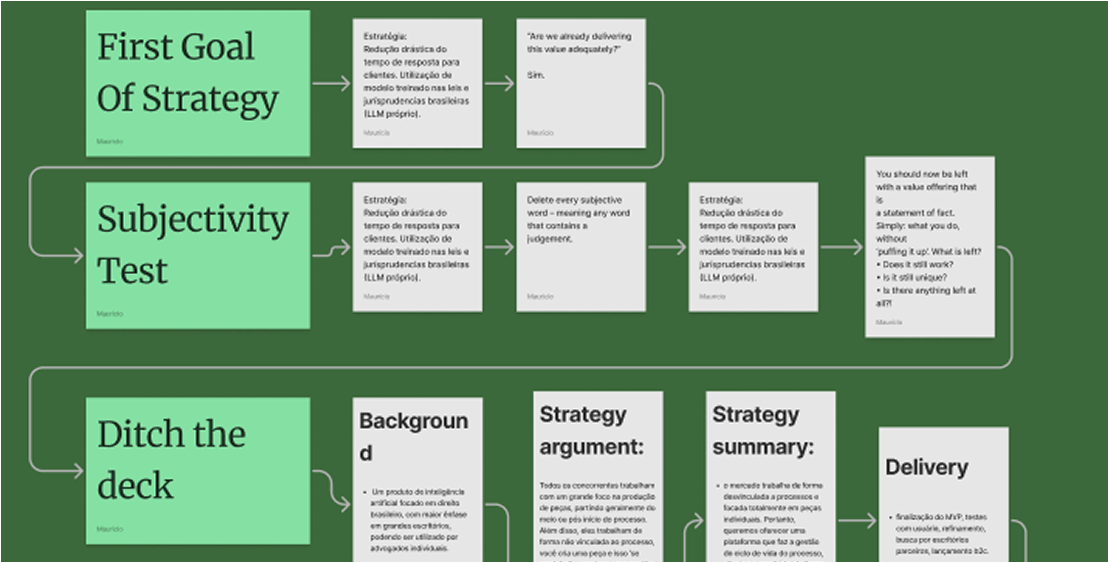 First Goal
Of Strategy
Mauricio
Estratégia:
Redução drástica do
tempo de resposta para
clientes. Utilização de
modelo treinado nas leis e
jurisprudencias brasileiras
(LLM próprio).
Mauricio
"Are we already delivering
this value adequately?"
Sim.
Mauricio
Subjectivity
Test
Mauricio
Estratégia:
Redução drástica do
tempo de resposta para
clientes. Utilização de
modelo treinado nas leis e
jurisprudencias brasileiras
(LLM próprio).
Mauricio
Delete every subjective
word – meaning any word
that contains a
judgement.
Mauricio
Estratégia:
Redução drástica do
tempo de resposta para
clientes. Utilização de
modelo treinado nas leis e
jurisprudencias brasileiras
(LLM próprio).
Mauricio
You should now be left
with a value offering that
is
a statement of fact.
Simply: what you do,
without
'puffing it up'. What is left?
• Does it still work?
• Is it still unique?
• Is there anything left at
all?!
Mauricio
Ditch the
deck
Mauricio
Backgroun
d
• Um produto de inteligência
artificial focado em direito
brasileiro, com maior ênfase
em grandes escritórios,
podendo ser utilizado por
advogados individuais.
Strategy
argument:
Todos os concorrentes trabalham
com um grande foco na produção
de peças, partindo geralmente do
meio ou pós início de processo.
Além disso, eles trabalham de
forma não vinculada ao processo,
você cria uma peça e isso 'se
Strategy
summary:
• o mercado trabalha de forma
desvinculada a processos e
focada totalmente em peças
individuais. Portanto,
queremos oferecer uma
plataforma que faça a gestão
do ciclo de vida do processo,
Delivery
• finalização do MVP, testes
com usuário, refinamento,
busca por escritórios
parceiros, lançamento b2c.